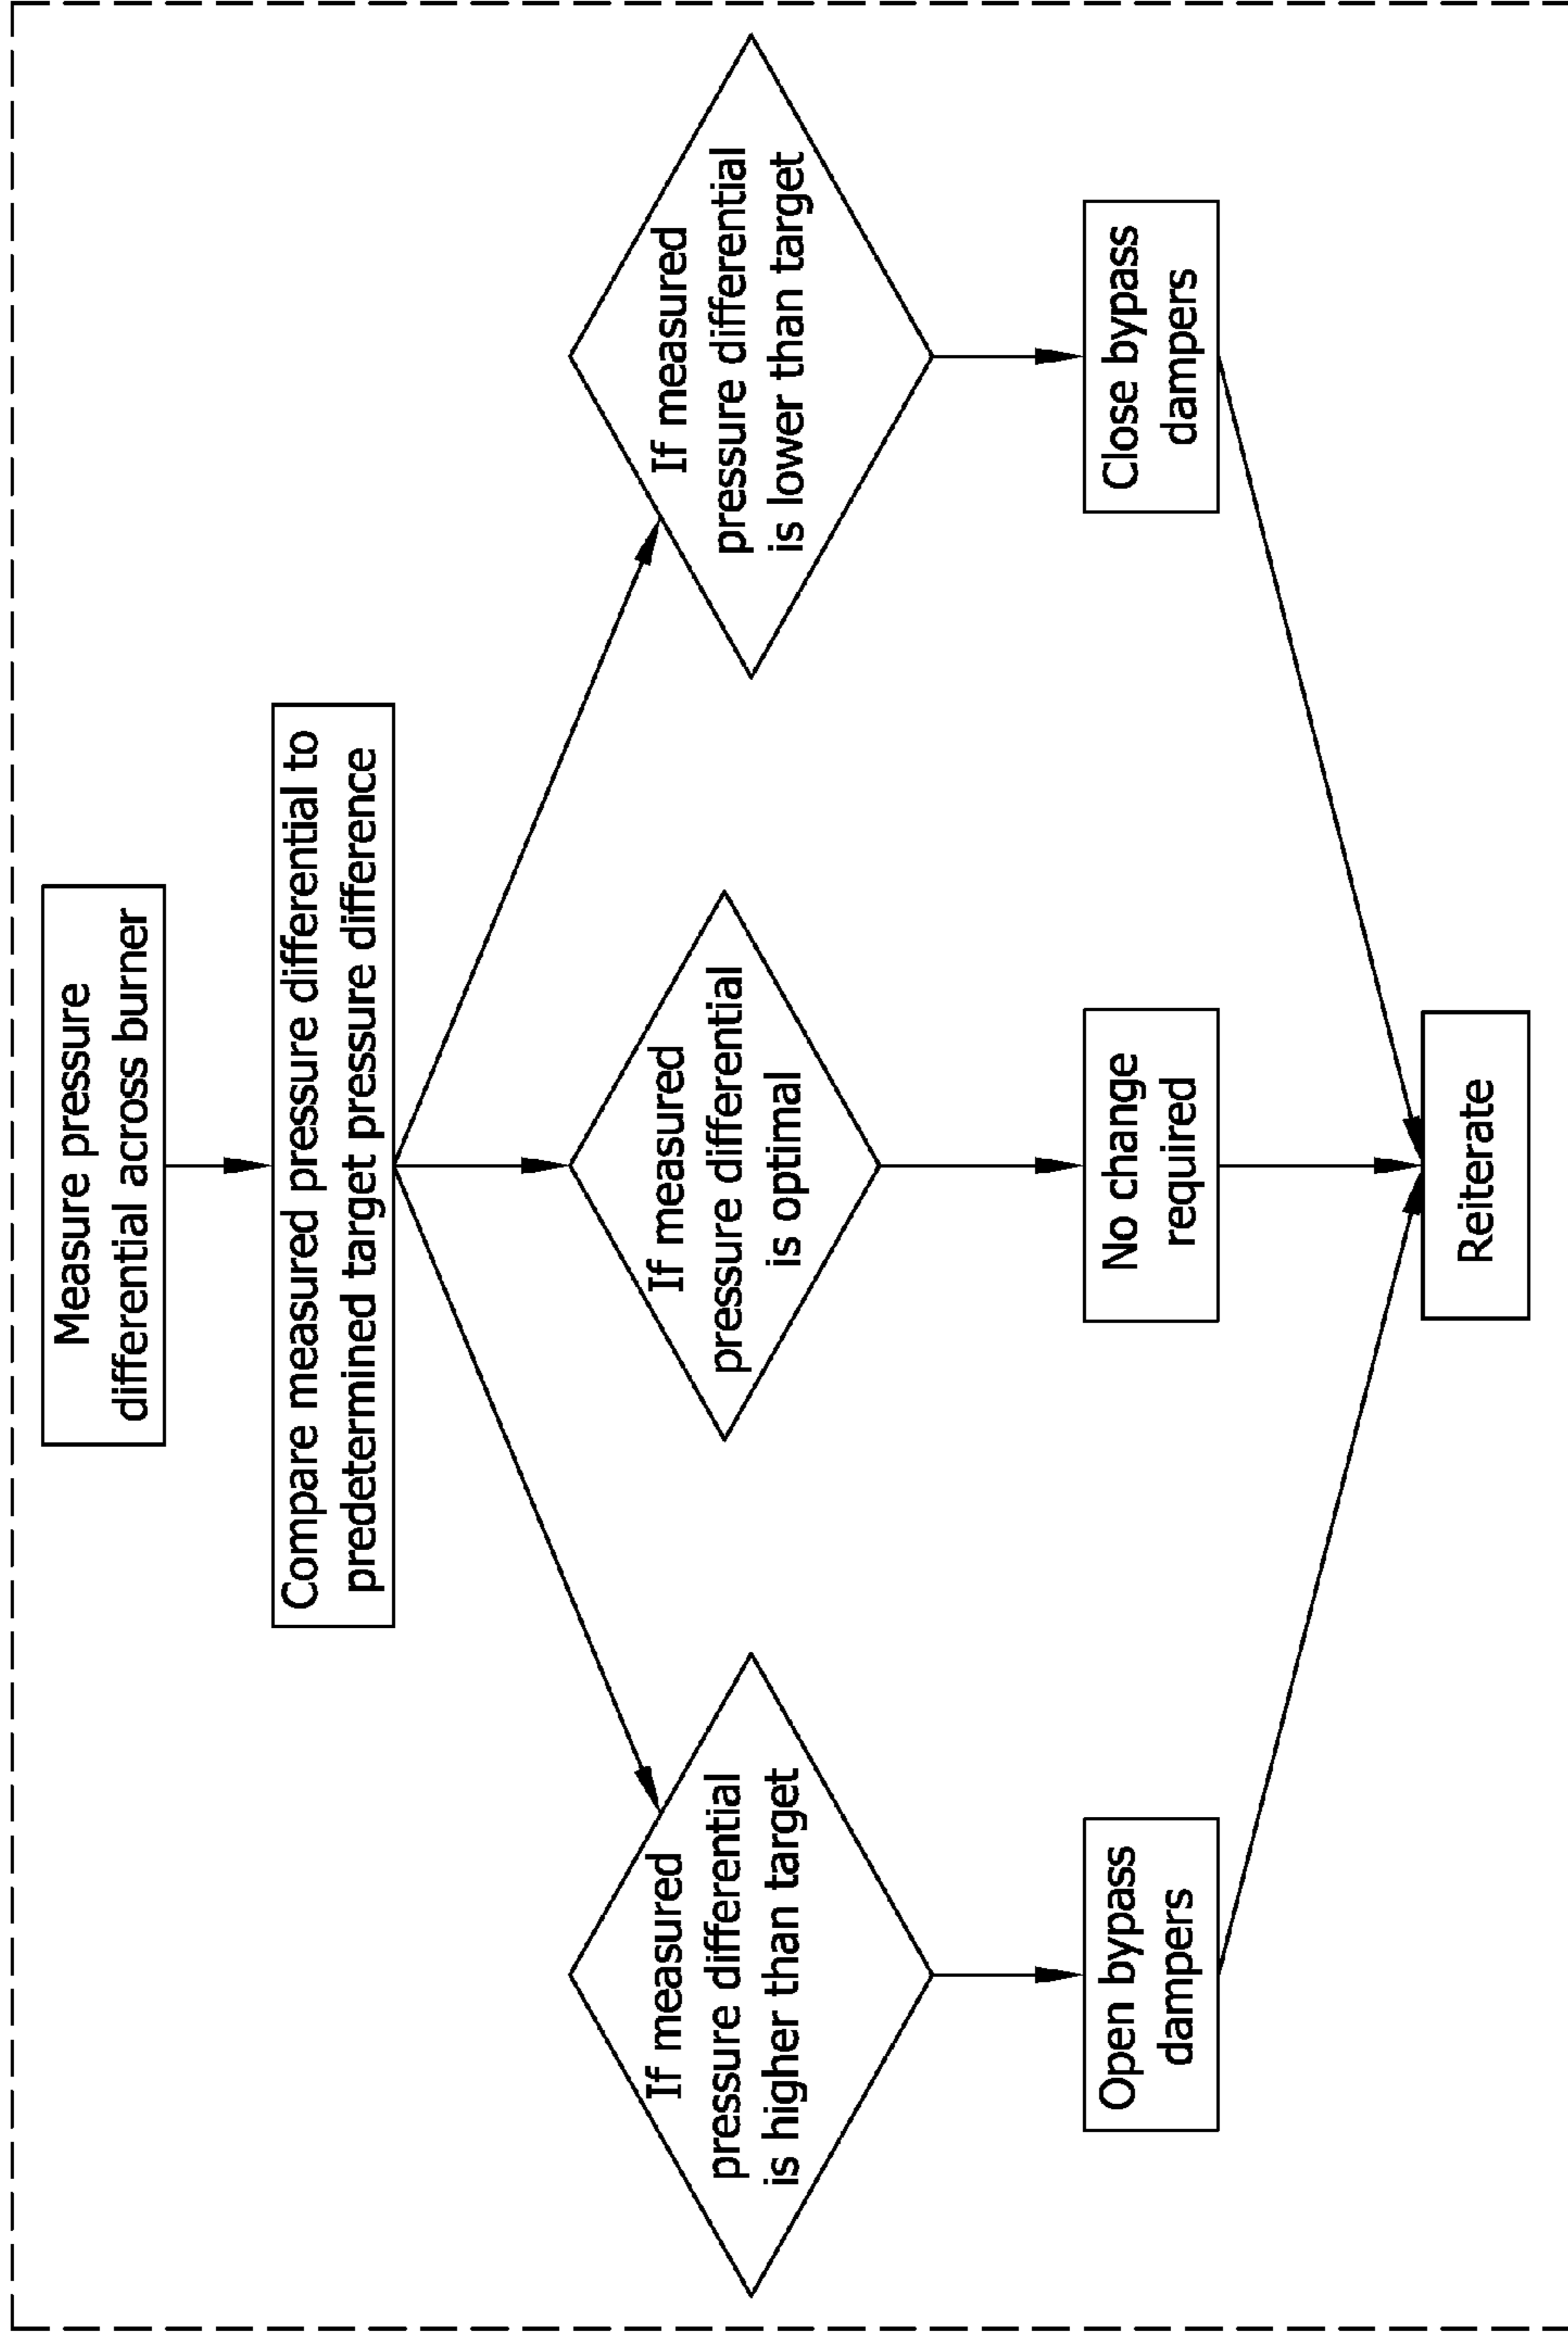 Measure pressure
differential across burner
Compare measured pressure differential to
predetermined target pressure difference
If measured
pressure differential
is higher than target
If measured
pressure differential
is optimal
If measured
pressure differential
is lower than target
Open bypass
dampers
No change
required
Close bypass
dampers
Reiterate